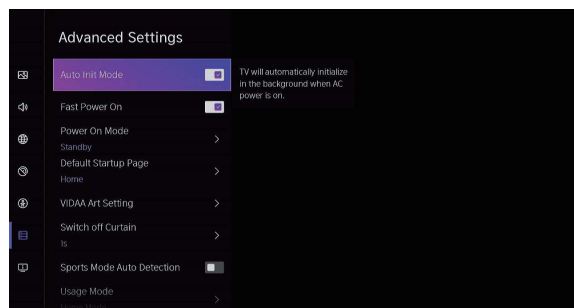 Advanced Settings
Auto Init Mode
TV will automatically initialize
in the background when AC
power is on.
Fast Power On
Power On Mode
Standby
Default Startup Page
Home
VIDAA Art Setting
Switch off Curtain
1s
Sports Mode Auto Detection
Usage Mode
Home Mode